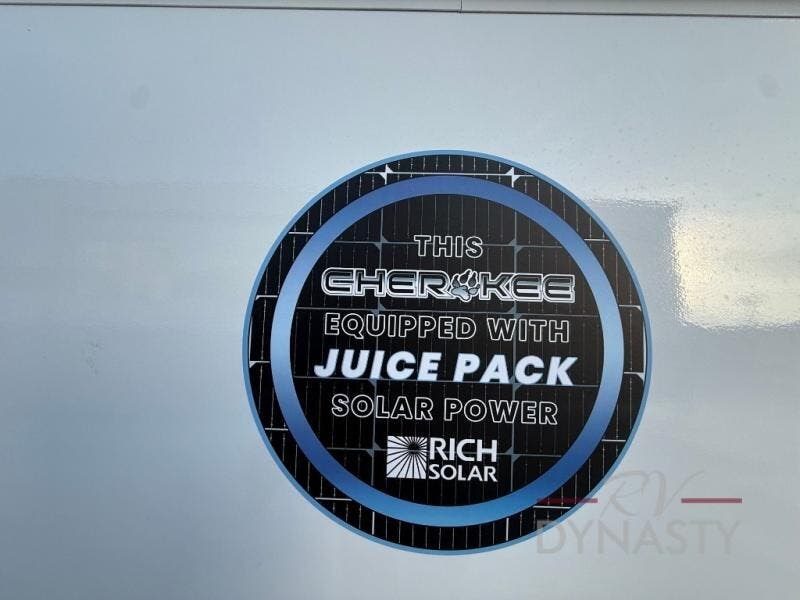 THIS
CHEROKEE
EQUIPPED WITH
JUICE PACK
SOLAR POWER
RICH
SOLAR
RV
DYNASTY